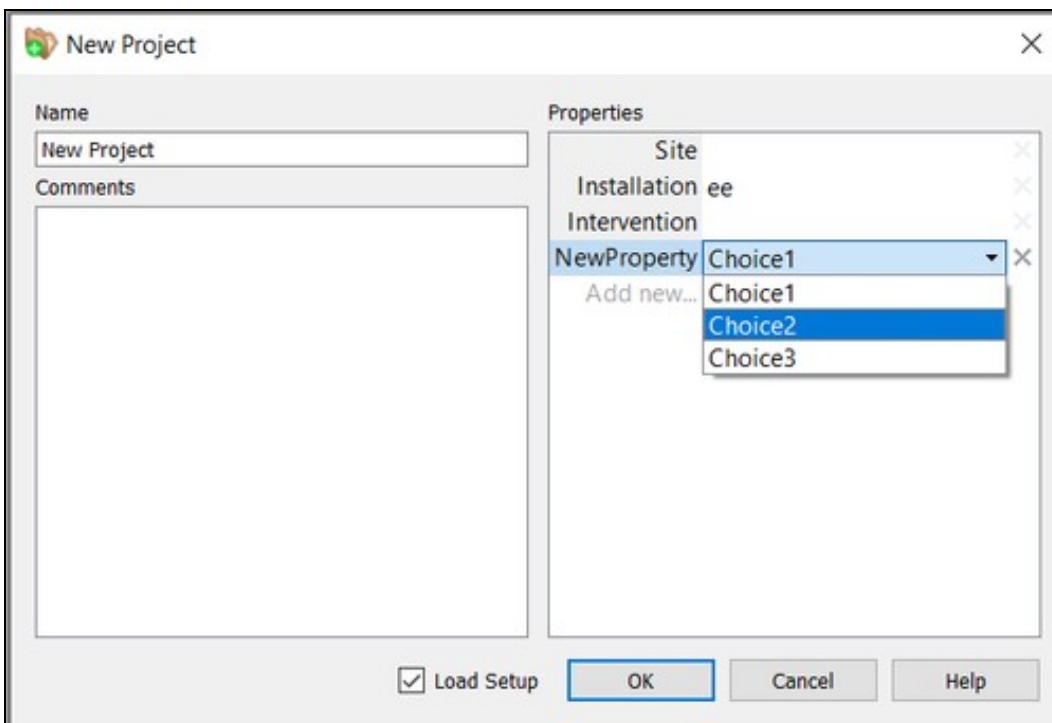 New Project
Name
New Project
Comments
Properties
Site
Installation ee
Intervention
NewProperty Choice1
Add new... Choice1
Choice2
Choice3
Load Setup OK Cancel Help